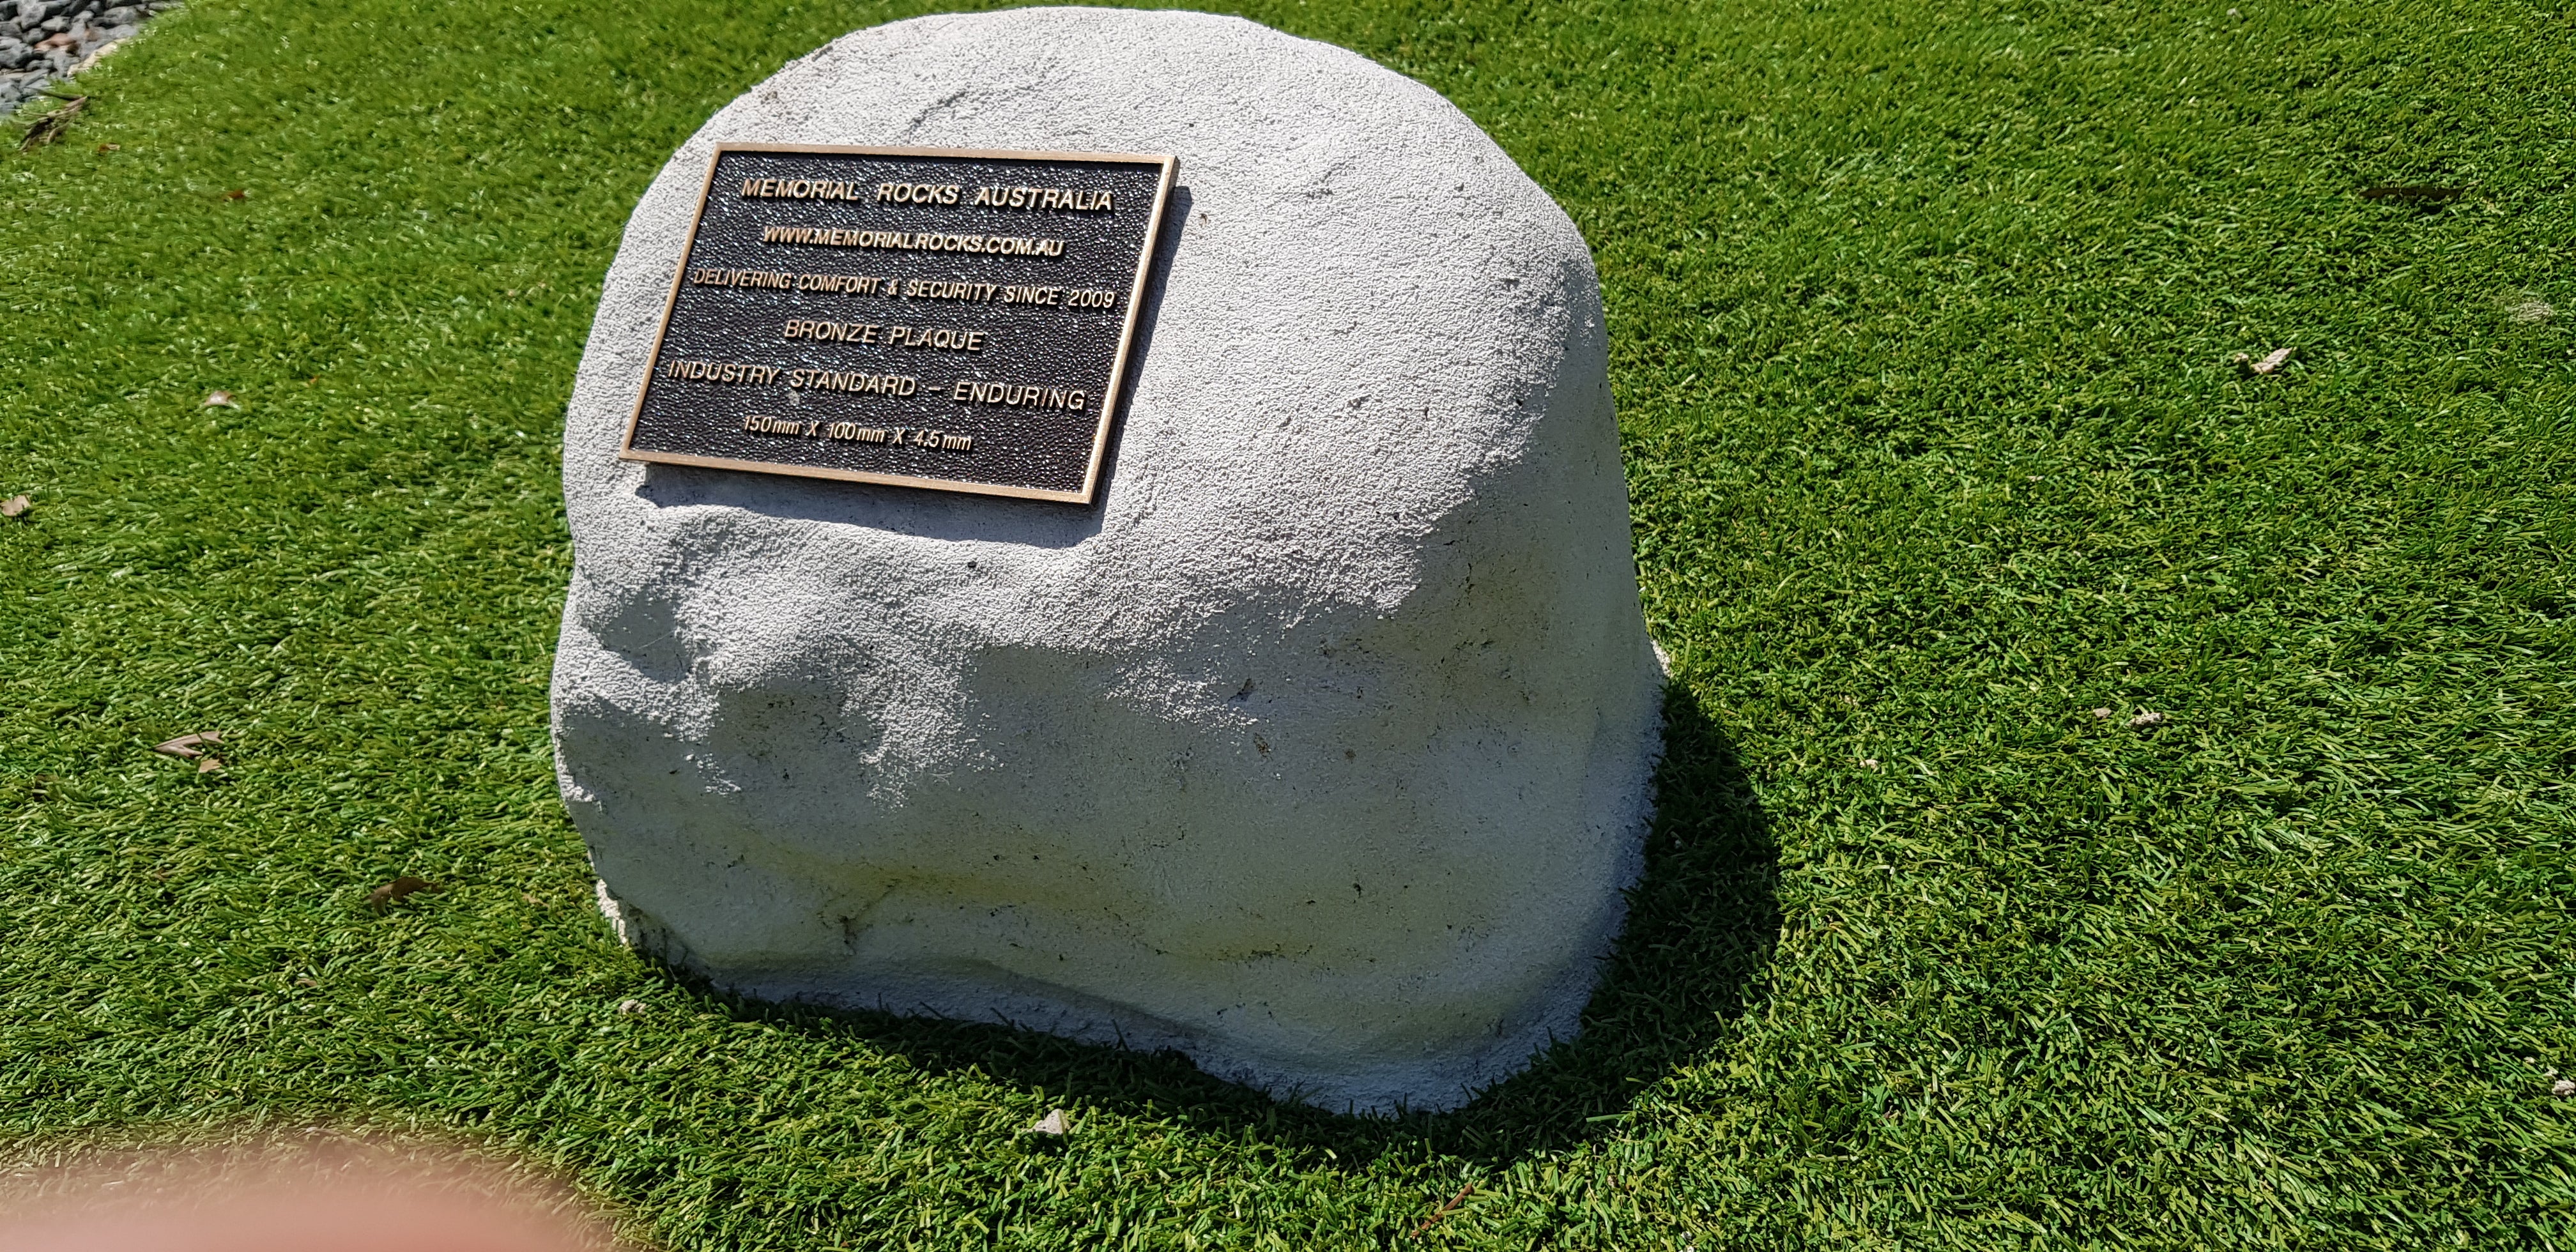 MEMORIAL ROCKS AUSTRALIA
WWW.MEMORIALROCKS.COM.AU
DELIVERING COMFORT & SECURITY SINCE 2009
BRONZE PLAQUE
INDUSTRY STANDARD - ENDURING
150mm X 100mm X 4.5mm